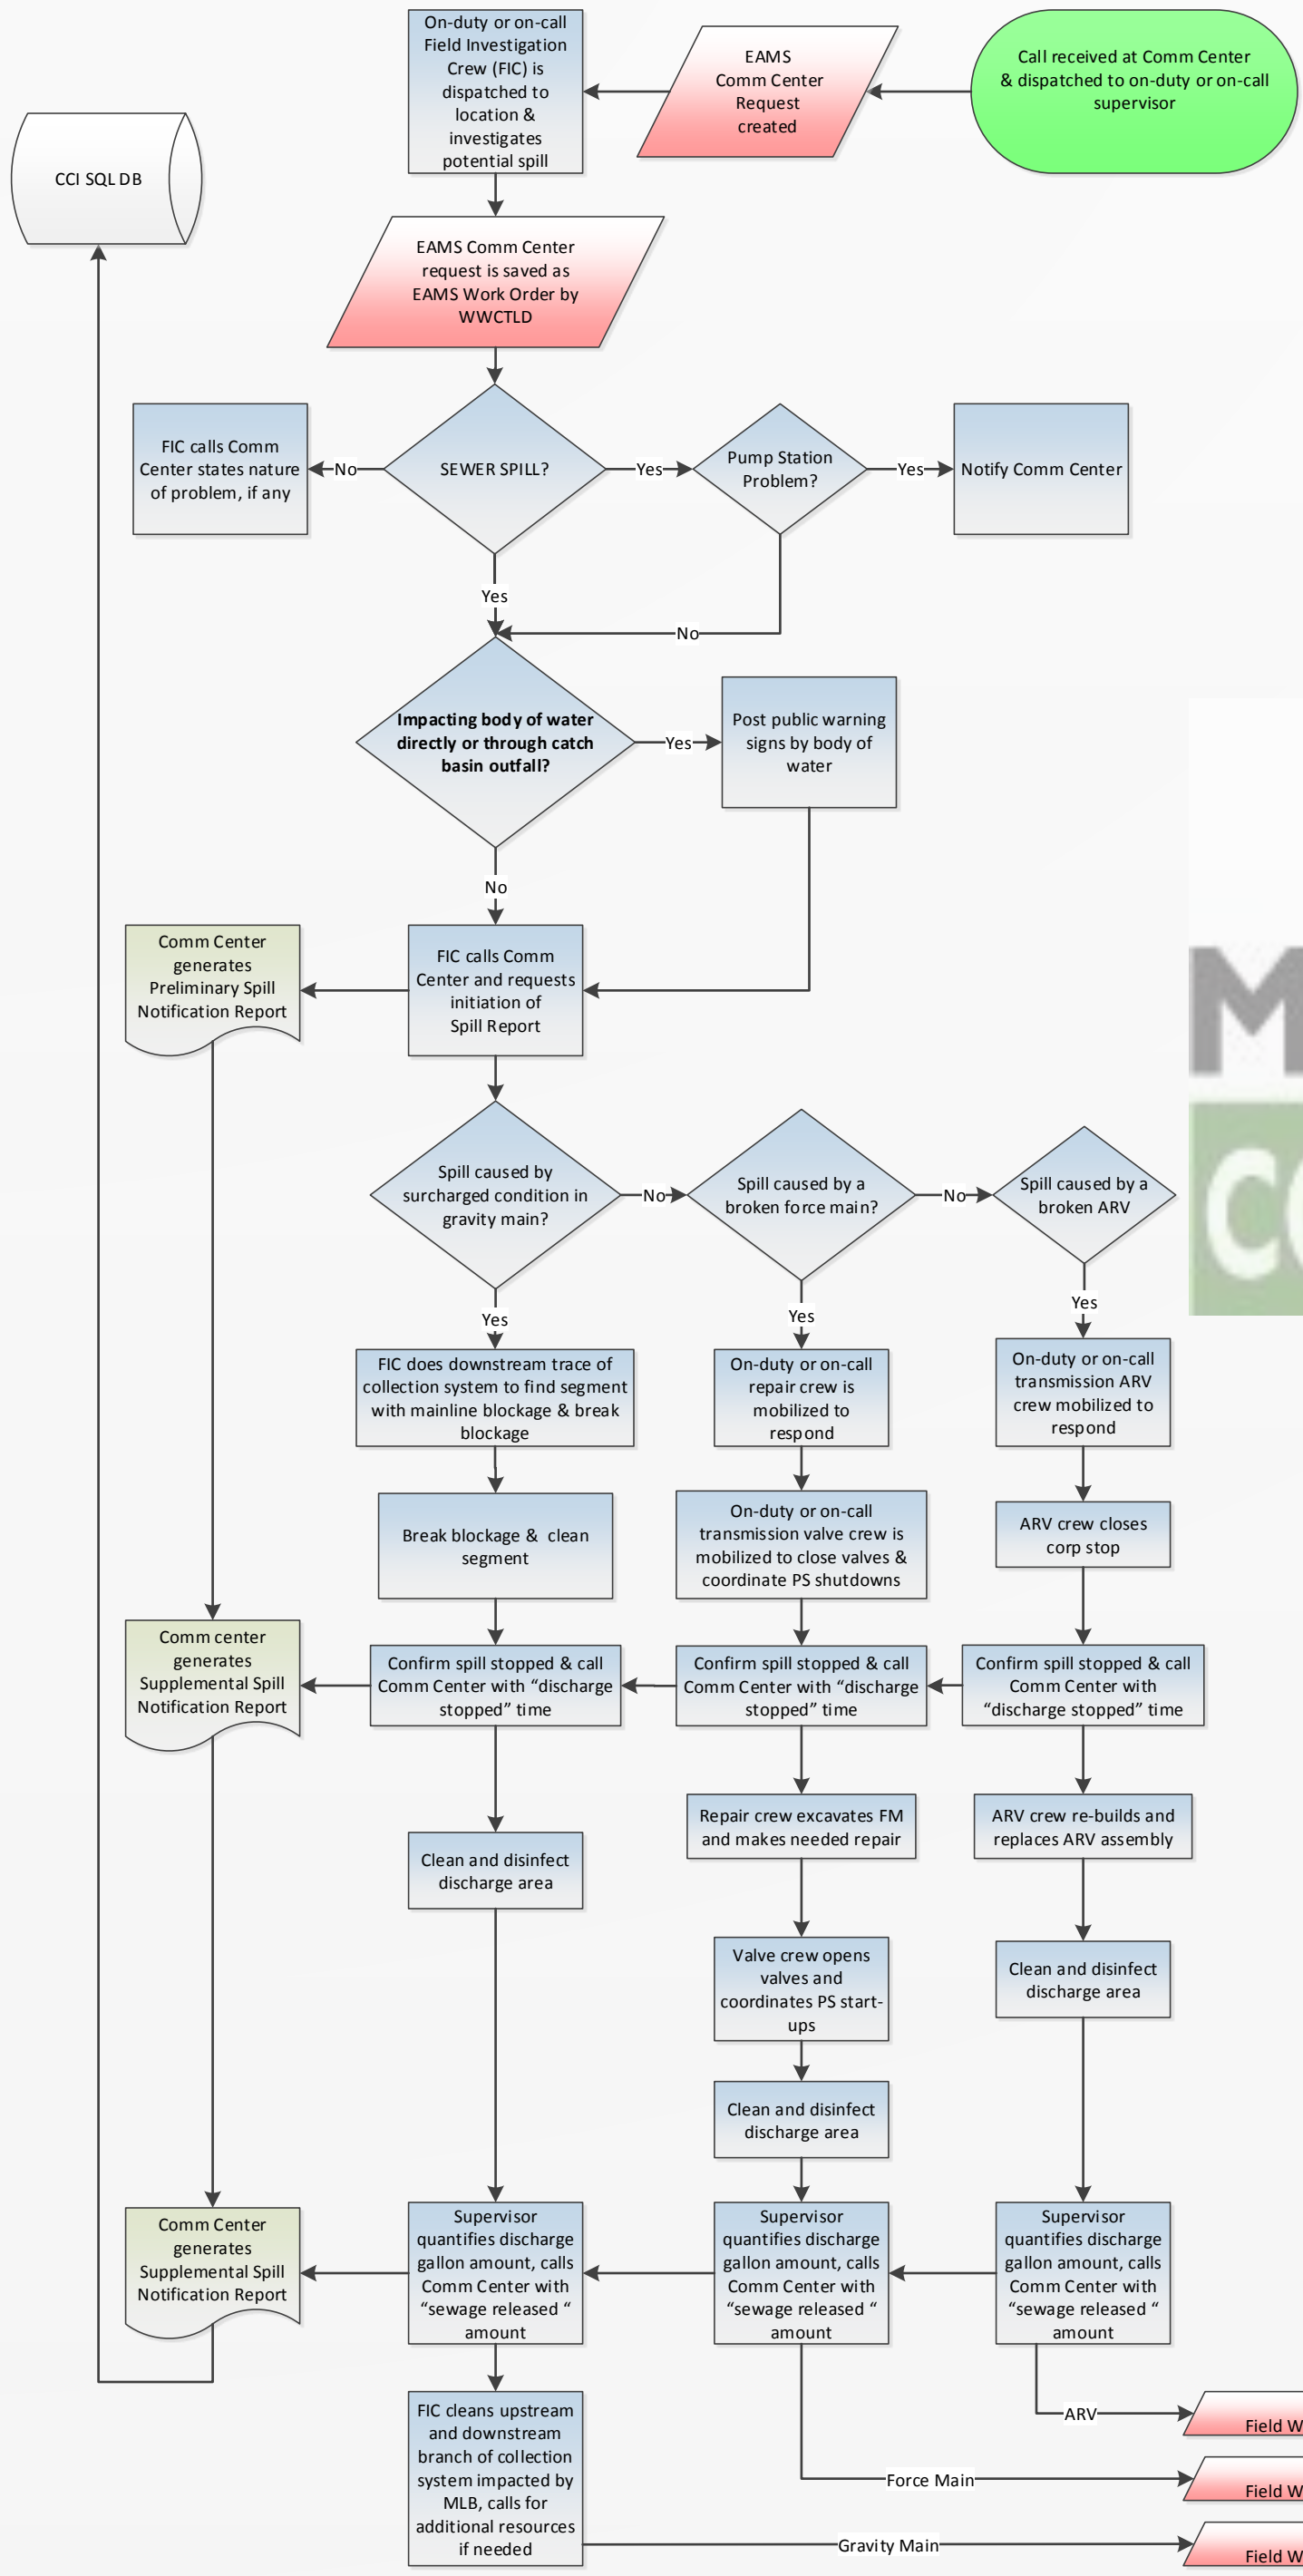 On-duty or on-call
Field Investigation
Crew (FIC) is
dispatched to
location &
investigates
potential spill
EAMS
Comm Center
Request
created
Call received at Comm Center
& dispatched to on-duty or on-call
supervisor
CCI SQL DB
EAMS Comm Center
request is saved as
EAMS Work Order by
WWCTLD
FIC calls Comm
Center states nature
of problem, if any
No
SEWER SPILL?
Yes
Pump Station
Problem?
Yes
Notify Comm Center
Yes
No
Impacting body of water
directly or through catch
basin outfall?
Yes
Post public warning
signs by body of
water
No
Comm Center
generates
Preliminary Spill
Notification Report
FIC calls Comm
Center and requests
initiation of
Spill Report
M
CO
Spill caused by
surcharged condition in
gravity main?
No
Spill caused by a
broken force main?
No
Spill caused by a
broken ARV
Yes
Yes
Yes
FIC does downstream trace of
collection system to find segment
with mainline blockage & break
blockage
On-duty or on-call
repair crew is
mobilized to
respond
On-duty or on-call
transmission ARV
crew mobilized to
respond
Break blockage & clean
segment
On-duty or on-call
transmission valve crew is
mobilized to close valves &
coordinate PS shutdowns
ARV crew closes
corp stop
Comm center
generates
Supplemental Spill
Notification Report
Confirm spill stopped & call
Comm Center with “discharge
stopped” time
Confirm spill stopped & call
Comm Center with “discharge
stopped” time
Confirm spill stopped & call
Comm Center with
“discharge stopped” time
Clean and disinfect
discharge area
Repair crew excavates FM
and makes needed repair
ARV crew re-builds and
replaces ARV assembly
Valve crew opens
valves and
coordinates PS start-
ups
Clean and disinfect
discharge area
Clean and disinfect
discharge area
Comm Center
generates
Supplemental Spill
Notification Report
Supervisor
quantifies discharge
gallon amount, calls
Comm Center with
“sewage released “
amount
Supervisor
quantifies discharge
gallon amount, calls
Comm Center with
“sewage released “
amount
Supervisor
quantifies discharge
gallon amount, calls
Comm Center with
“sewage released “
amount
FIC cleans upstream
and downstream
branch of collection
system impacted by
MLB, calls for
additional resources
if needed
ARV
Field W
Force Main
Field W
Gravity Main
Field W